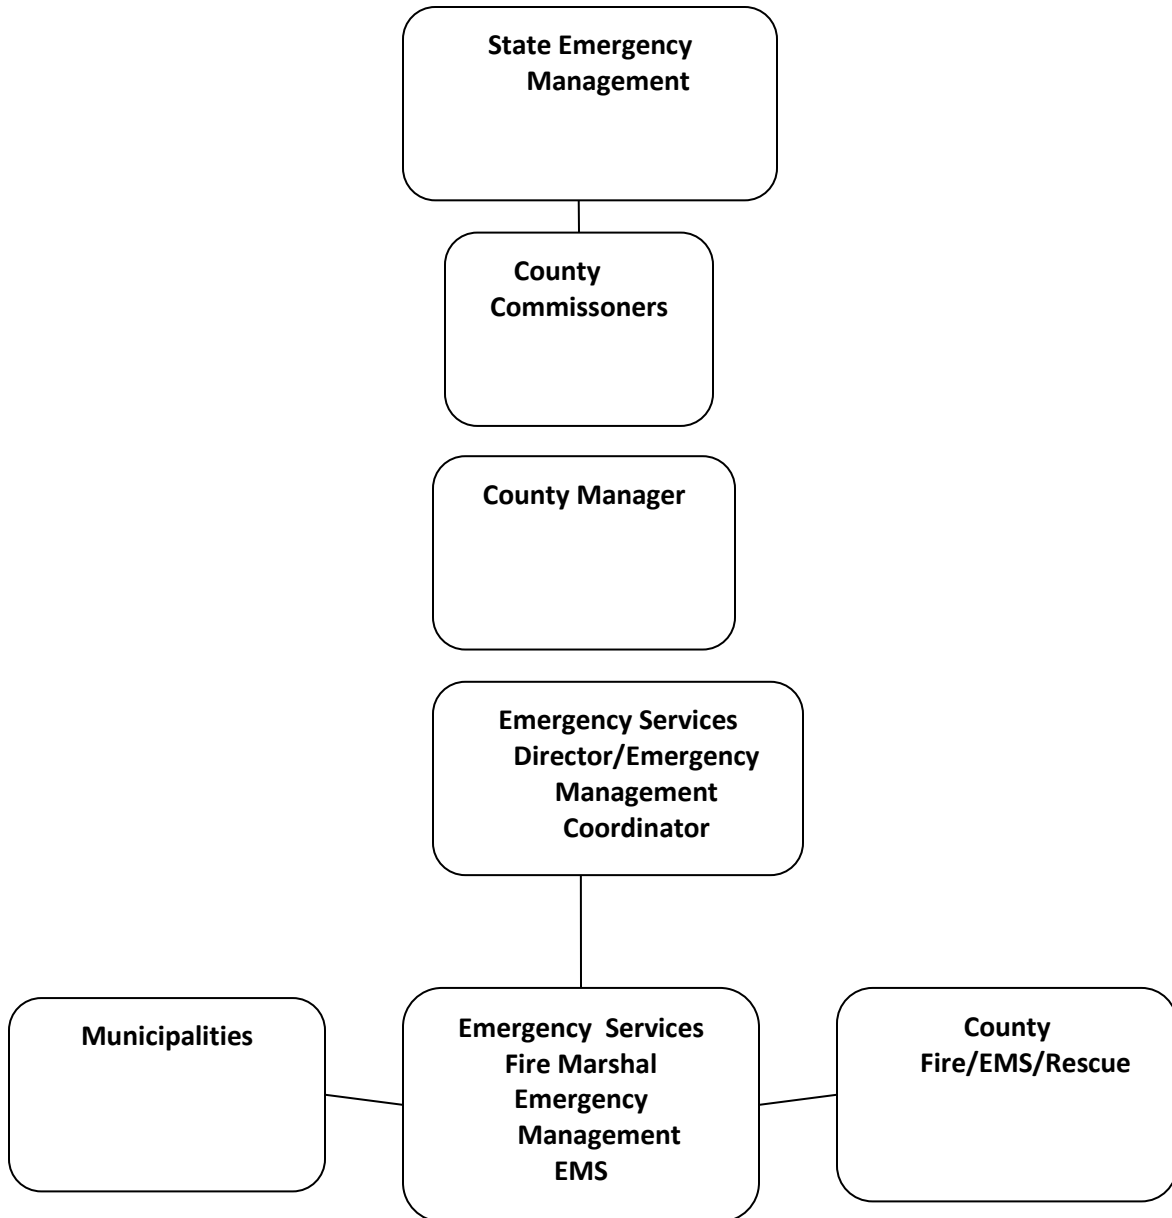 State Emergency
Management
County
Commissoners
County Manager
Emergency Services
Director/Emergency
Management
Coordinator
Municipalities
Emergency  Services
Fire Marshal
Emergency
Management
EMS
County
Fire/EMS/Rescue